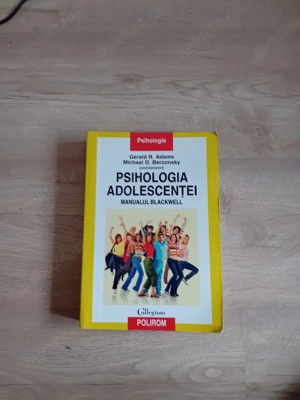 Psihologie
Gerald R. Adams
Michael D. Berzonsky
PSIHOLOGIA
ADOLESCENȚEI
MANUALUL BLACKWELL
Collegium
POLIROM